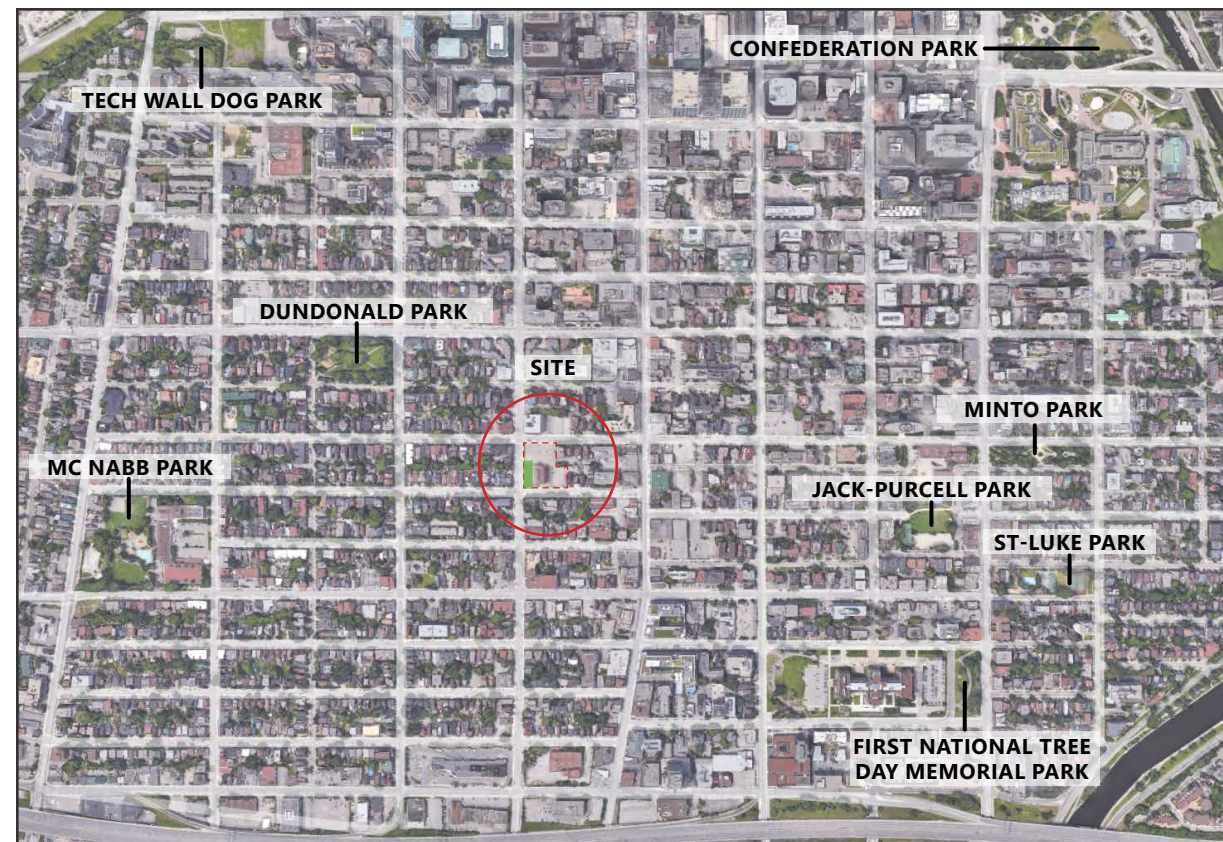 CONFEDERATION PARK
TECH WALL DOG PARK
DUNDONALD PARK
SITE
MINTO PARK
MC NABB PARK
JACK-PURCELL PARK
ST-LUKE PARK
FIRST NATIONAL TREE
DAY MEMORIAL PARK